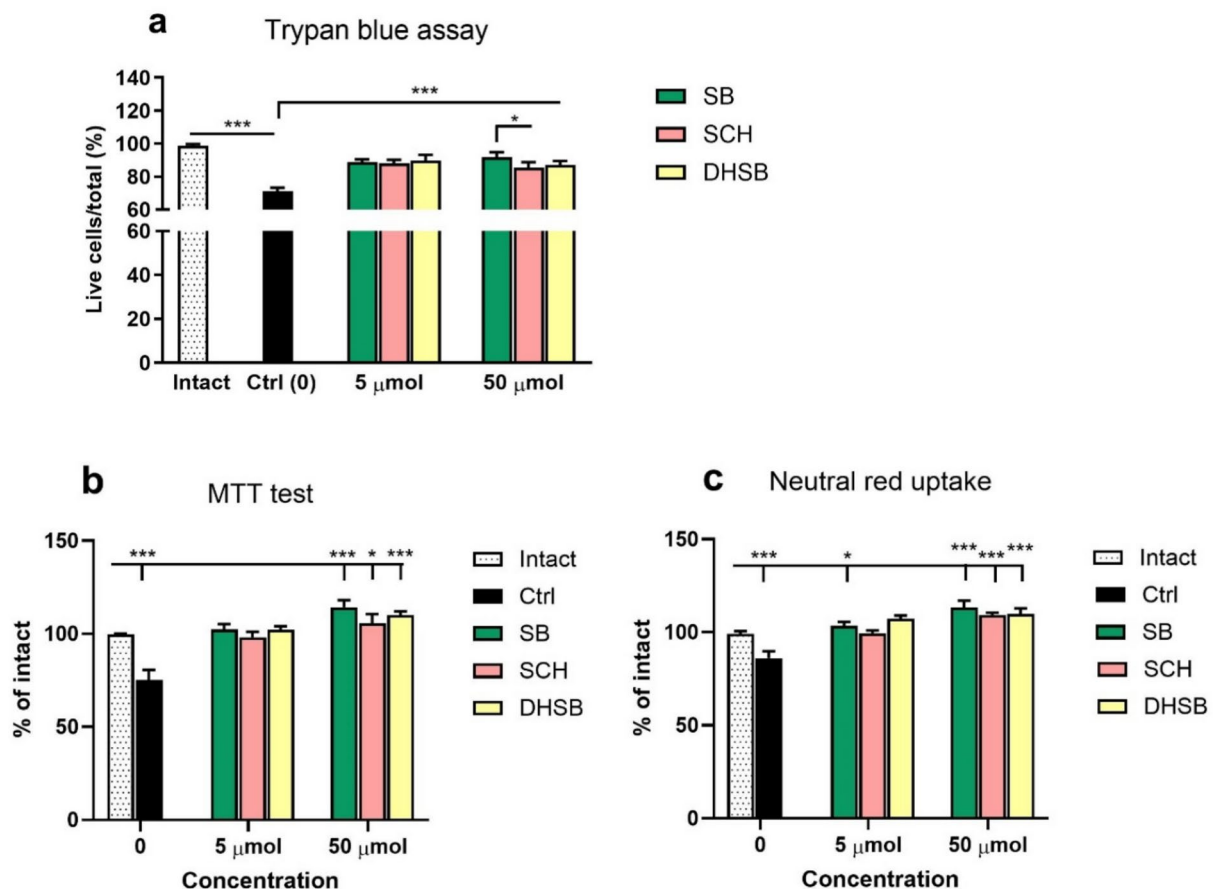 a
Trypan blue assay
Live cells/total (%)
140
120
100
80
60
60
40
20
0
***
***
*
Intact Ctrl (0) 5 μmol 50 μmol
SB
SCH
DHSB
b
MTT test
% of intact
150
100
50
0
*** *** * ***
0 5 μmol 50 μmol
Concentration
Intact
Ctrl
SB
SCH
DHSB
c
Neutral red uptake
% of intact
150
100
50
0
*** * *** *** ***
0 5 μmol 50 μmol
Concentration
Intact
Ctrl
SB
SCH
DHSB